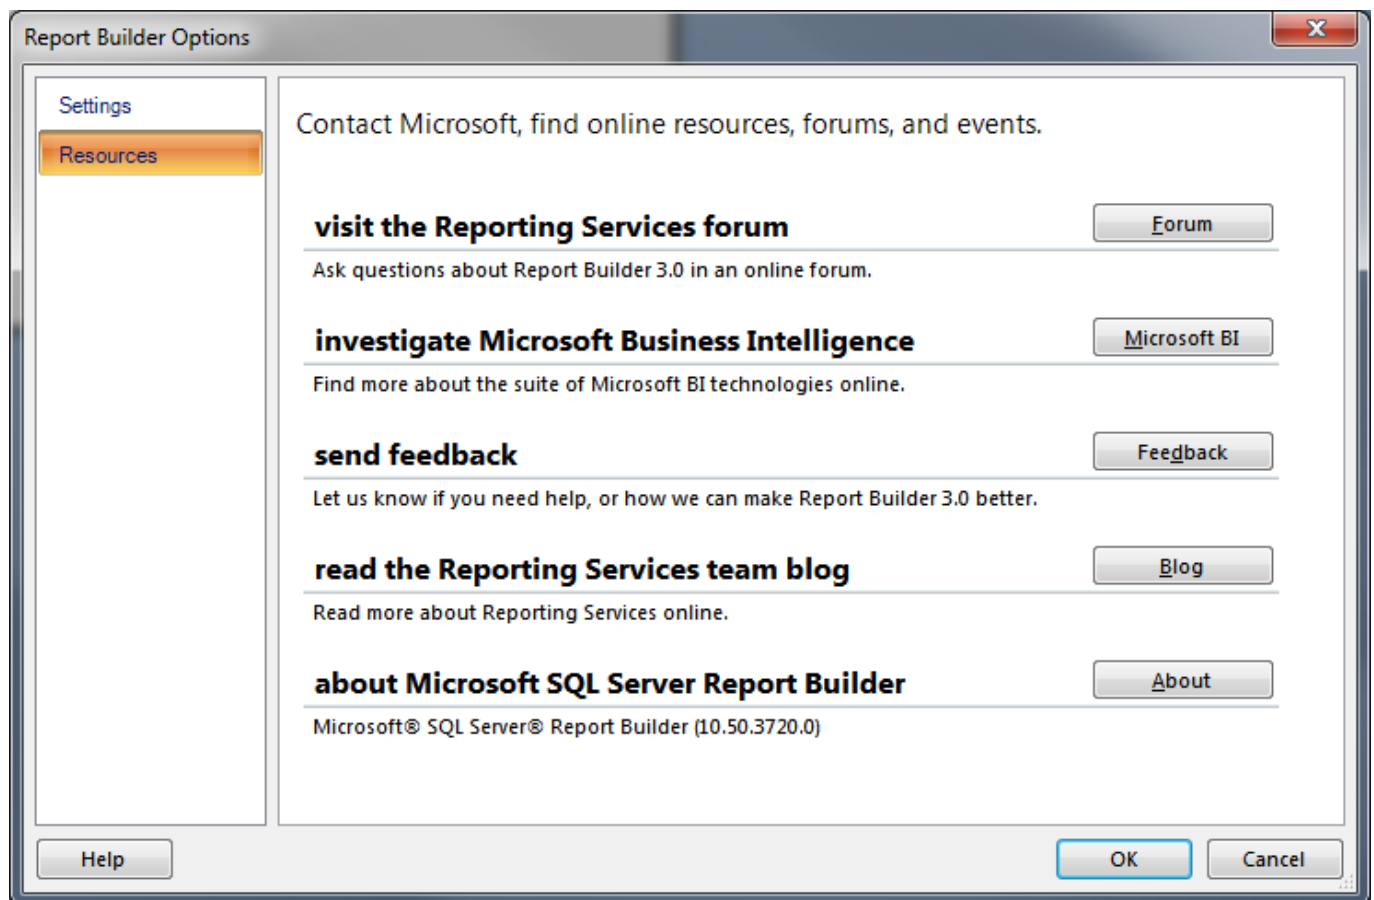 Report Builder Options
Settings
Resources
Contact Microsoft, find online resources, forums, and events.
visit the Reporting Services forum
Forum
Ask questions about Report Builder 3.0 in an online forum.
investigate Microsoft Business Intelligence
Microsoft BI
Find more about the suite of Microsoft BI technologies online.
send feedback
Feedback
Let us know if you need help, or how we can make Report Builder 3.0 better.
read the Reporting Services team blog
Blog
Read more about Reporting Services online.
about Microsoft SQL Server Report Builder
About
Microsoft® SQL Server® Report Builder (10.50.3720.0)
Help
OK
Cancel